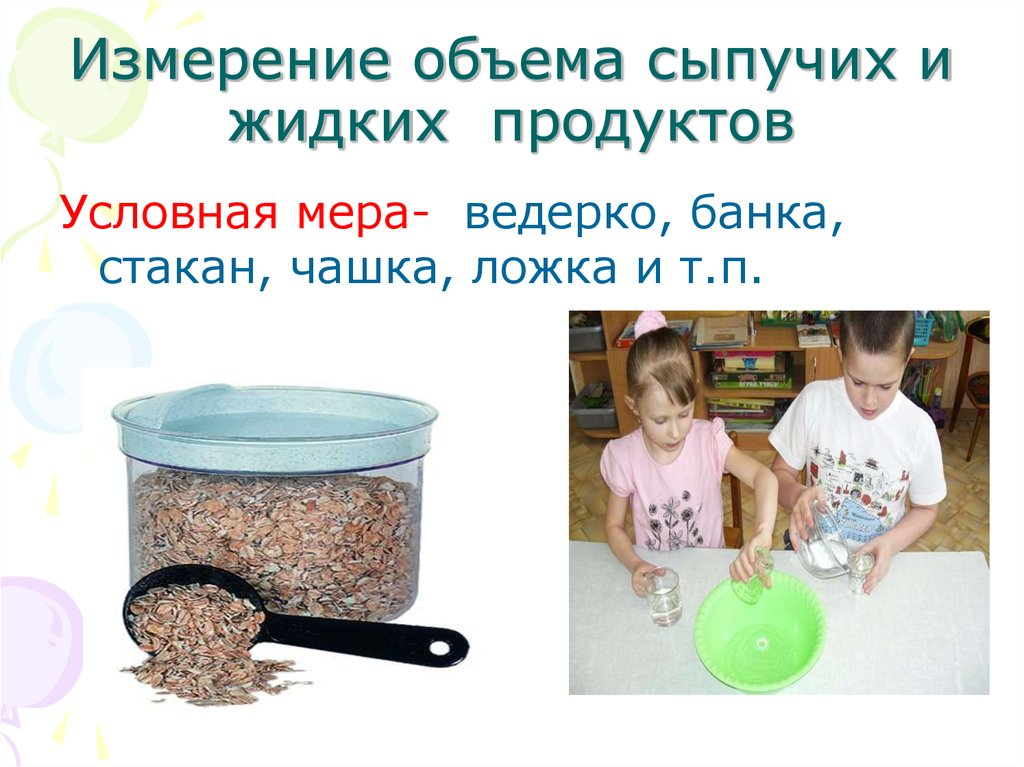 Измерение объема сыпучих и
жидких продуктов
Условная мера- ведерко, банка,
стакан, чашка, ложка и т.п.